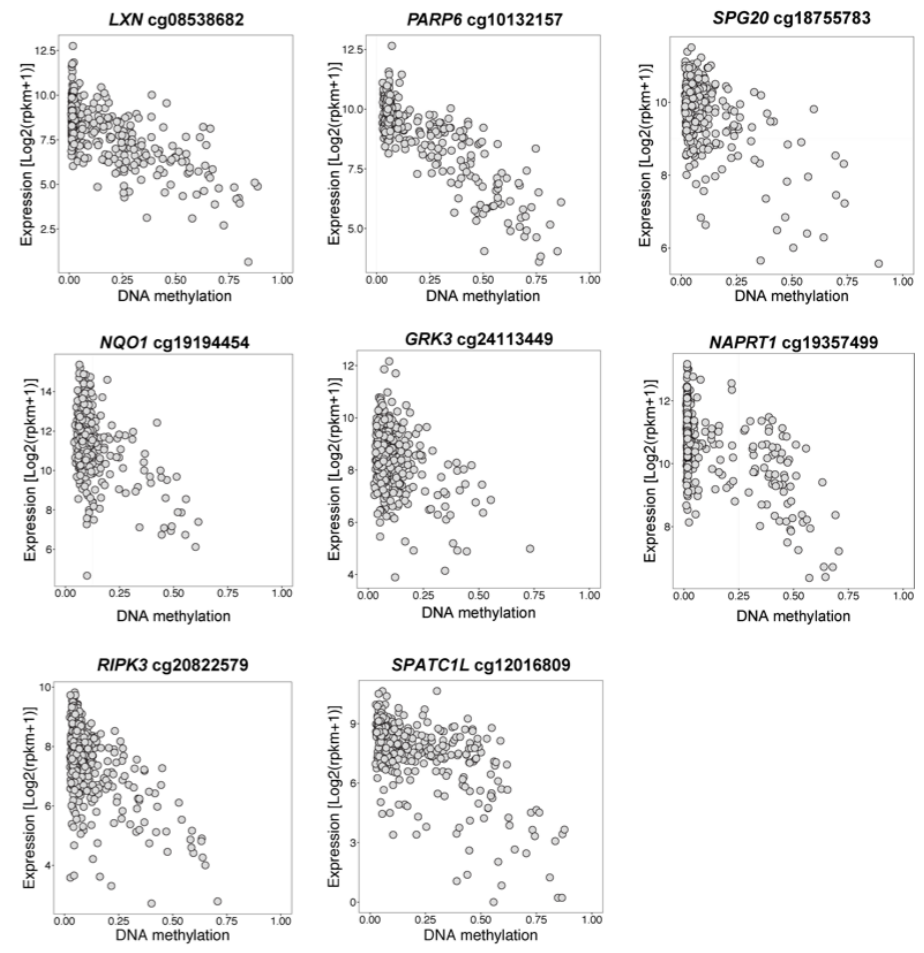 LXN cg08538682
Expression [Log2(rpkm+1)]
12.5
10.0
7.5
5.0
2.5
0.00 0.25 0.50 0.75 1.00
DNA methylation
PARP6 cg10132157
Expression [Log2(rpkm+1)]
12.5
10.0
7.5
5.0
0.00 0.25 0.50 0.75 1.00
DNA methylation
SPG20 cg18755783
Expression [Log2(rpkm+1)]
10
8
6
0.00 0.25 0.50 0.75 1.00
DNA methylation
NQO1 cg19194454
Expression [Log2(rpkm+1)]
14
12
10
8
6
0.00 0.25 0.50 0.75 1.00
DNA methylation
GRK3 cg24113449
Expression [Log2(rpkm+1)]
12
10
8
6
4
0.00 0.25 0.50 0.75 1.00
DNA methylation
NAPRT1 cg19357499
Expression [Log2(rpkm+1)]
12
10
8
0.00 0.25 0.50 0.75 1.00
DNA methylation
RIPK3 cg20822579
Expression [Log2(rpkm+1)]
10
8
6
4
0.00 0.25 0.50 0.75 1.00
DNA methylation
SPATC1L cg12016809
Expression [Log2(rpkm+1)]
9
6
3
0
0.00 0.25 0.50 0.75 1.00
DNA methylation